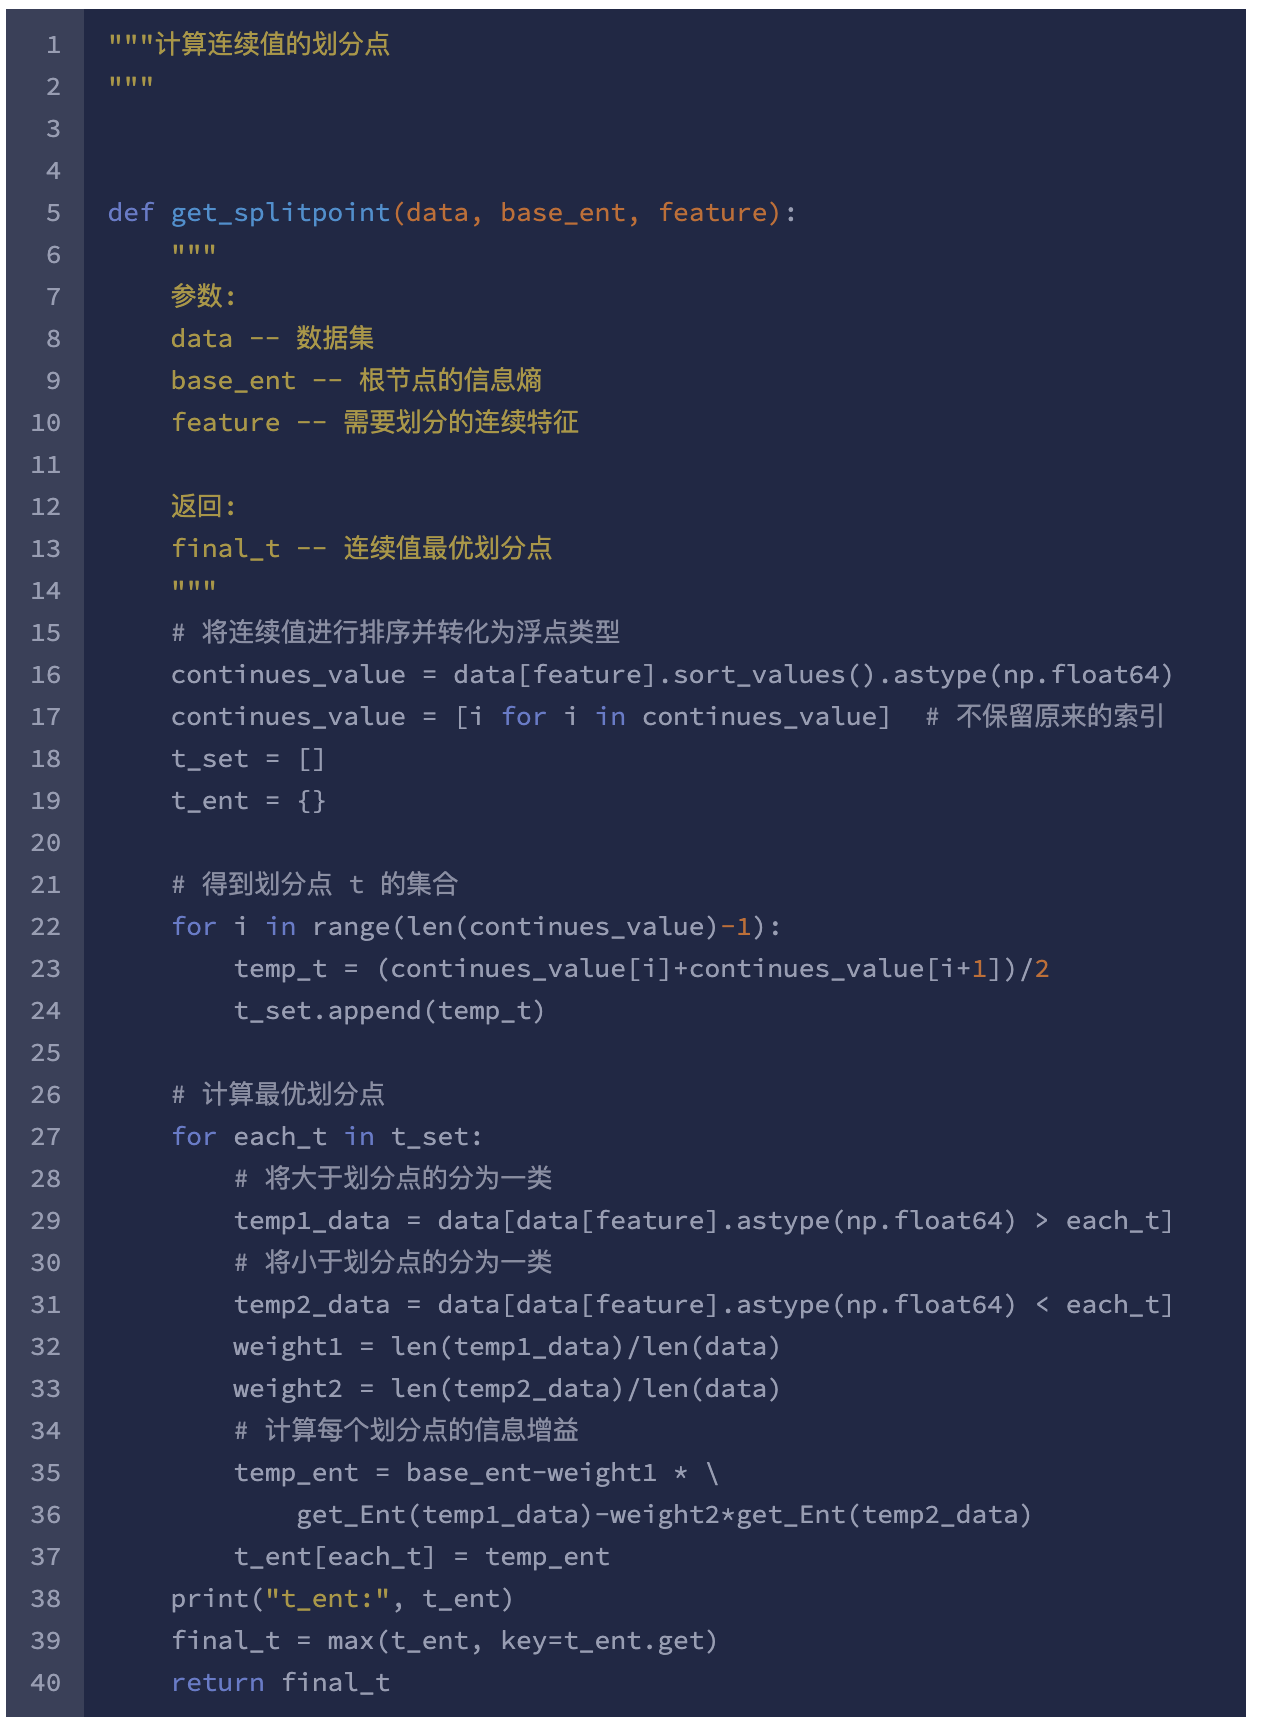 1 """计算连续值的划分点
2 """
3
4
5 def get_splitpoint(data, base_ent, feature):
6     """
7     参数:
8     data -- 数据集
9     base_ent -- 根节点的信息熵
10     feature -- 需要划分的连续特征
11
12     返回:
13     final_t -- 连续值最优划分点
14     """
15     # 将连续值进行排序并转化为浮点类型
16     continues_value = data[feature].sort_values().astype(np.float64)
17     continues_value = [i for i in continues_value]  # 不保留原来的索引
18     t_set = []
19     t_ent = {}
20
21     # 得到划分点 t 的集合
22     for i in range(len(continues_value)-1):
23         temp_t = (continues_value[i]+continues_value[i+1])/2
24         t_set.append(temp_t)
25
26     # 计算最优划分点
27     for each_t in t_set:
28         # 将大于划分点的分为一类
29         temp1_data = data[data[feature].astype(np.float64) > each_t]
30         # 将小于划分点的分为一类
31         temp2_data = data[data[feature].astype(np.float64) < each_t]
32         weight1 = len(temp1_data)/len(data)
33         weight2 = len(temp2_data)/len(data)
34         # 计算每个划分点的信息增益
35         temp_ent = base_ent-weight1 * \
36             get_Ent(temp1_data)-weight2*get_Ent(temp2_data)
37         t_ent[each_t] = temp_ent
38     print("t_ent:", t_ent)
39     final_t = max(t_ent, key=t_ent.get)
40     return final_t